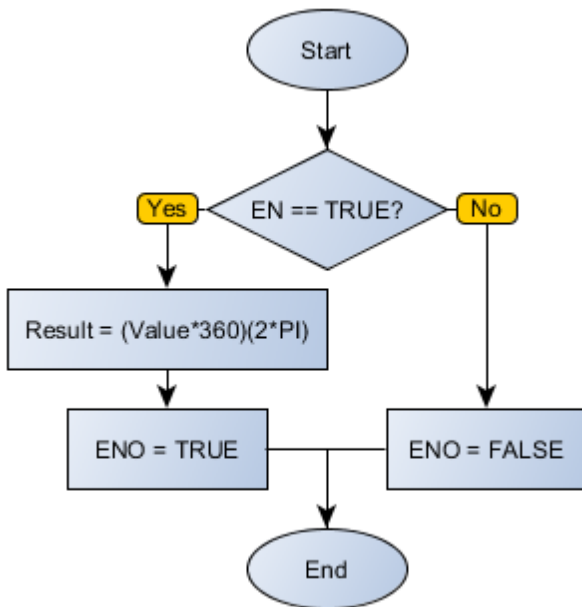 Start
EN == TRUE?
Yes
No
Result = (Value*360)(2*PI)
ENO = TRUE
ENO = FALSE
End